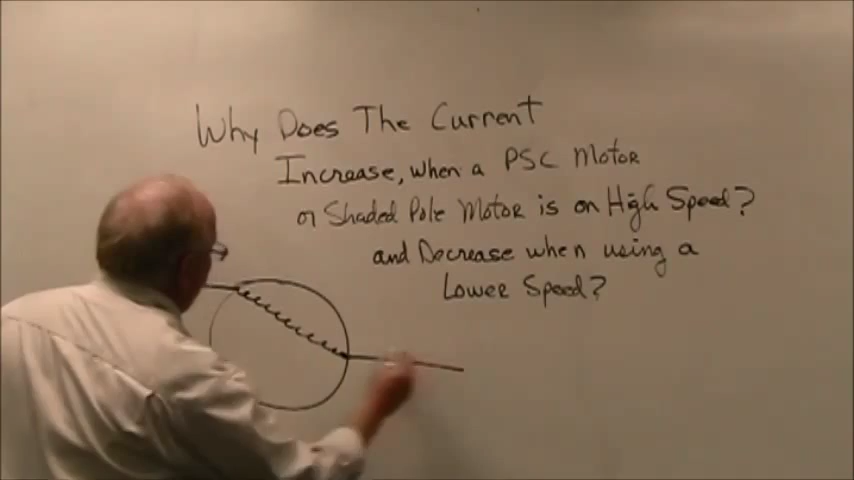 Why Does The Current
Increase, when a PSC Motor
or Shaded Pole Motor is on High Speed?
and Decrease when using a
Lower Speed?